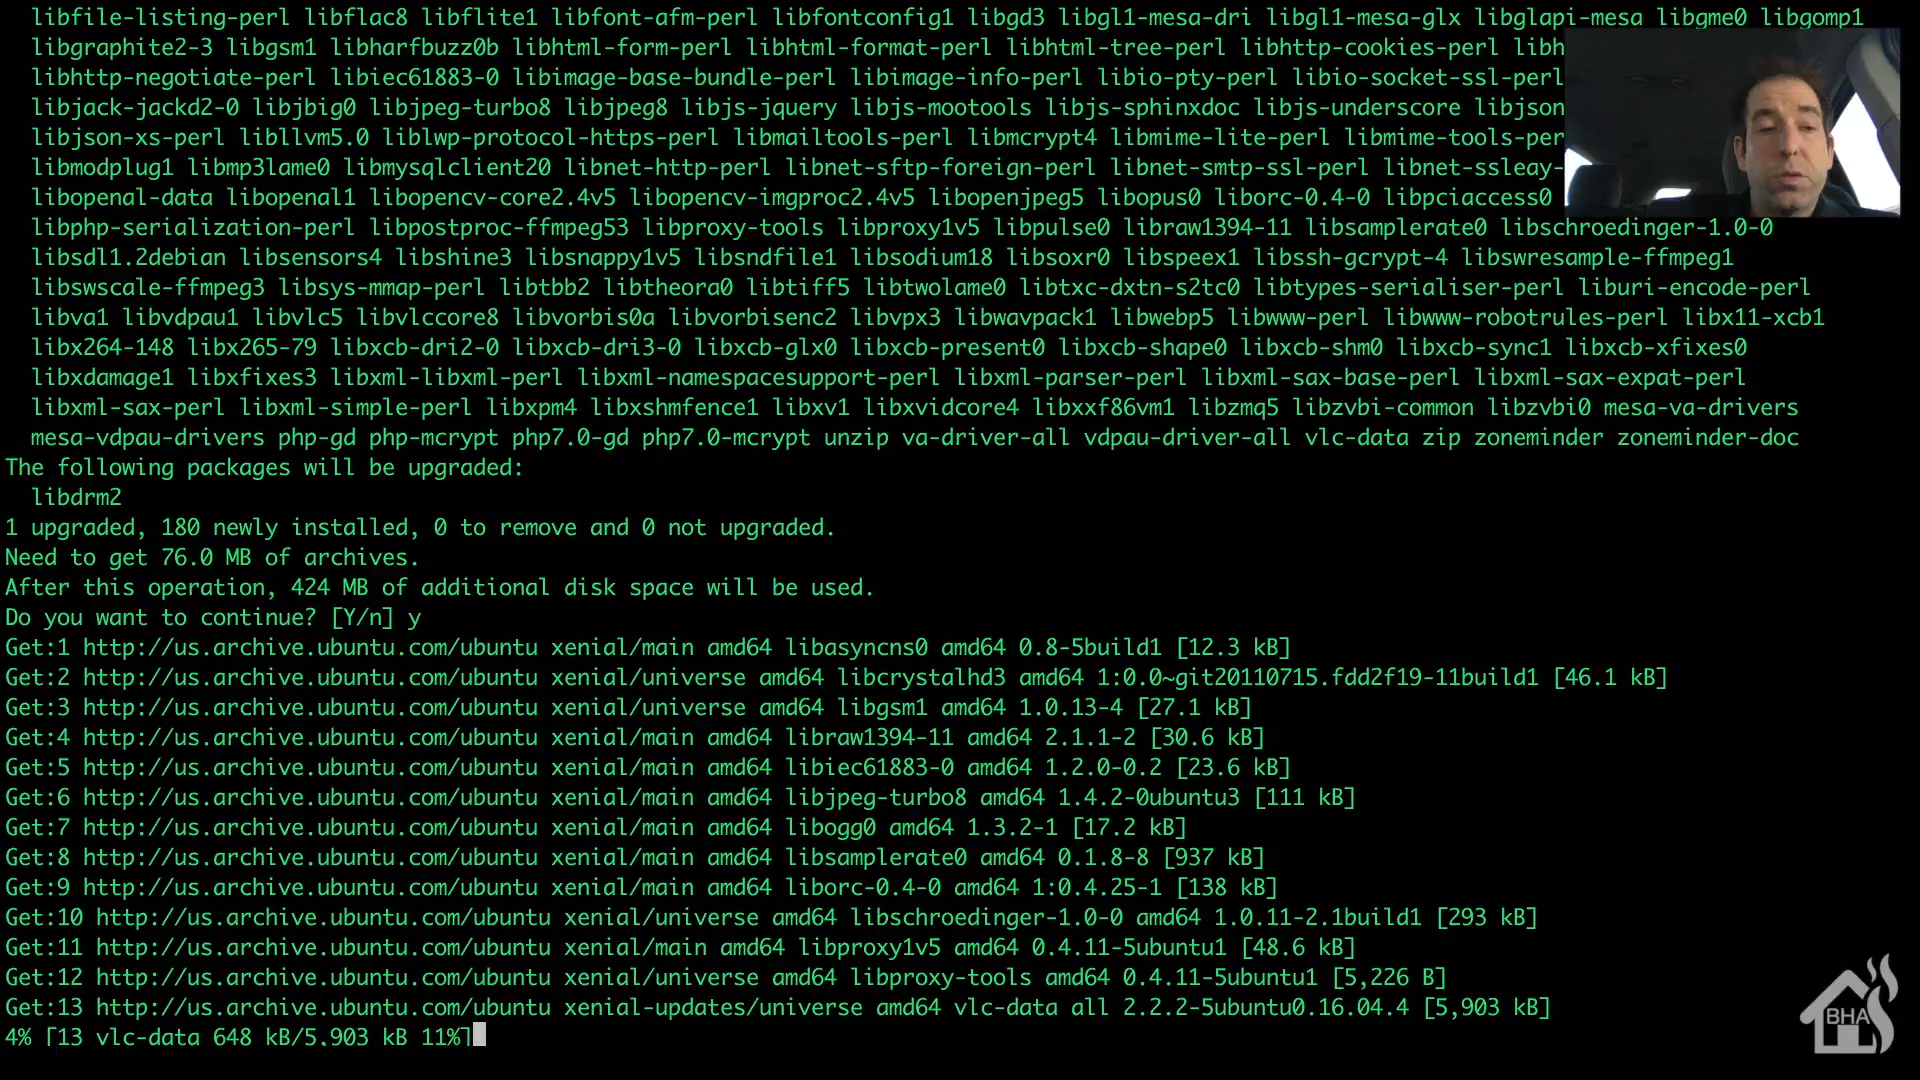 libfile-listing-perl libflac8 libflite1 libfont-afm-perl libfontconfig1 libgd3 libgl1-mesa-dri libgl1-mesa-glx libglapi-mesa libgme0 libgomp1
libgraphite2-3 libgsm1 libharfbuzz0b libhtml-form-perl libhtml-format-perl libhtml-tree-perl libhttp-cookies-perl libh
libhttp-negotiate-perl libiec61883-0 libimage-base-bundle-perl libimage-info-perl libio-pty-perl libio-socket-ssl-perl
libjack-jackd2-0 libjbig0 libjpeg-turbo8 libjpeg8 libjs-jquery libjs-mootools libjs-sphinxdoc libjs-underscore libjson
libjson-xs-perl libllvm5.0 liblwp-protocol-https-perl libmailtools-perl libmcrypt4 libmime-lite-perl libmime-tools-per
libmodplug1 libmp3lame0 libmysqlclient20 libnet-http-perl libnet-sftp-foreign-perl libnet-smtp-ssl-perl libnet-ssleay-
libopenal-data libopenal1 libopencv-core2.4v5 libopencv-imgproc2.4v5 libopenjpeg5 libopus0 liborc-0.4-0 libpciaccess0
libphp-serialization-perl libpostproc-ffmpeg53 libproxy-tools libproxy1v5 libpulse0 libraw1394-11 libsamplerate0 libschroedinger-1.0-0
libsdl1.2debian libsensors4 libshine3 libsnappy1v5 libsndfile1 libsodium18 libsoxr0 libspeex1 libssh-gcrypt-4 libswresample-ffmpeg1
libswscale-ffmpeg3 libsys-mmap-perl libtbb2 libtheora0 libtiff5 libtwolame0 libtxc-dxtn-s2tc0 libtypes-serialiser-perl liburi-encode-perl
libva1 libvdpau1 libvlc5 libvlccore8 libvorbis0a libvorbisenc2 libvpx3 libwavpack1 libwebp5 libwww-perl libwww-robotrules-perl libx11-xcb1
libx264-148 libx265-79 libxcb-dri2-0 libxcb-dri3-0 libxcb-glx0 libxcb-present0 libxcb-shape0 libxcb-shm0 libxcb-sync1 libxcb-xfixes0
libxdamage1 libxfixes3 libxml-libxml-perl libxml-namespacesupport-perl libxml-parser-perl libxml-sax-base-perl libxml-sax-expat-perl
libxml-sax-perl libxml-simple-perl libxpm4 libxshmfence1 libxv1 libxvidcore4 libxxf86vm1 libzmq5 libzvbi-common libzvbi0 mesa-va-drivers
mesa-vdpau-drivers php-gd php-mcrypt php7.0-gd php7.0-mcrypt unzip va-driver-all vdpau-driver-all vlc-data zip zoneminder zoneminder-doc
The following packages will be upgraded:
libdrm2
1 upgraded, 180 newly installed, 0 to remove and 0 not upgraded.
Need to get 76.0 MB of archives.
After this operation, 424 MB of additional disk space will be used.
Do you want to continue? [Y/n] y
Get:1 http://us.archive.ubuntu.com/ubuntu xenial/main amd64 libasyncns0 amd64 0.8-5build1 [12.3 kB]
Get:2 http://us.archive.ubuntu.com/ubuntu xenial/universe amd64 libcrystalhd3 amd64 1:0.0~git20110715.fdd2f19-11build1 [46.1 kB]
Get:3 http://us.archive.ubuntu.com/ubuntu xenial/universe amd64 libgsm1 amd64 1.0.13-4 [27.1 kB]
Get:4 http://us.archive.ubuntu.com/ubuntu xenial/main amd64 libraw1394-11 amd64 2.1.1-2 [30.6 kB]
Get:5 http://us.archive.ubuntu.com/ubuntu xenial/main amd64 libiec61883-0 amd64 1.2.0-0.2 [23.6 kB]
Get:6 http://us.archive.ubuntu.com/ubuntu xenial/main amd64 libjpeg-turbo8 amd64 1.4.2-0ubuntu3 [111 kB]
Get:7 http://us.archive.ubuntu.com/ubuntu xenial/main amd64 libogg0 amd64 1.3.2-1 [17.2 kB]
Get:8 http://us.archive.ubuntu.com/ubuntu xenial/main amd64 libsamplerate0 amd64 0.1.8-8 [937 kB]
Get:9 http://us.archive.ubuntu.com/ubuntu xenial/main amd64 liborc-0.4-0 amd64 1:0.4.25-1 [138 kB]
Get:10 http://us.archive.ubuntu.com/ubuntu xenial/universe amd64 libschroedinger-1.0-0 amd64 1.0.11-2.1build1 [293 kB]
Get:11 http://us.archive.ubuntu.com/ubuntu xenial/main amd64 libproxy1v5 amd64 0.4.11-5ubuntu1 [48.6 kB]
Get:12 http://us.archive.ubuntu.com/ubuntu xenial/universe amd64 libproxy-tools amd64 0.4.11-5ubuntu1 [5,226 B]
Get:13 http://us.archive.ubuntu.com/ubuntu xenial-updates/universe amd64 vlc-data all 2.2.2-5ubuntu0.16.04.4 [5,903 kB]
4% [13 vlc-data 648 kB/5,903 kB 11%]
BHA